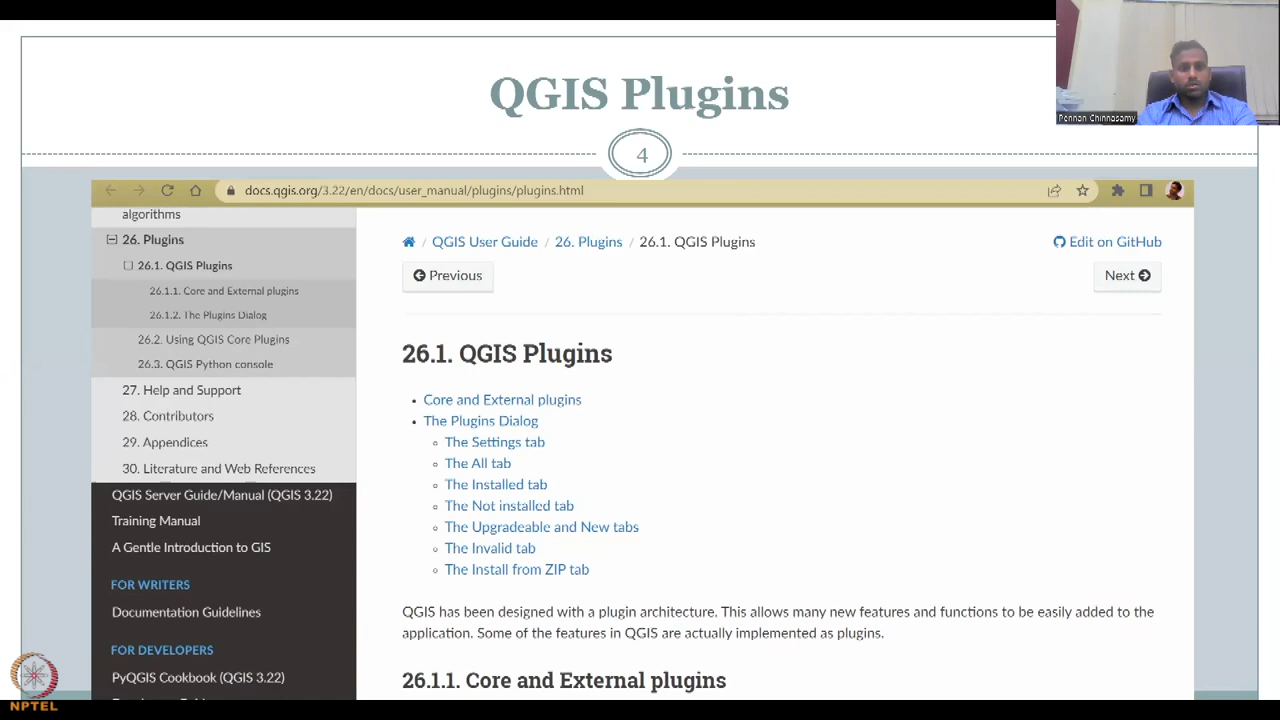 QGIS Plugins
Pennan Chinnasamy
4
docs.qgis.org/3.22/en/docs/user_manual/plugins/plugins.html
algorithms
26. Plugins
26.1. QGIS Plugins
26.1.1. Core and External plugins
26.1.2. The Plugins Dialog
26.2. Using QGIS Core Plugins
26.3. QGIS Python console
27. Help and Support
28. Contributors
29. Appendices
30. Literature and Web References
QGIS Server Guide/Manual (QGIS 3.22)
Training Manual
A Gentle Introduction to GIS
FOR WRITERS
Documentation Guidelines
FOR DEVELOPERS
PyQGIS Cookbook (QGIS 3.22)
/ QGIS User Guide / 26. Plugins / 26.1. QGIS Plugins
Edit on GitHub
Previous
Next
26.1. QGIS Plugins
• Core and External plugins
• The Plugins Dialog
The Settings tab
The All tab
The Installed tab
The Not installed tab
The Upgradeable and New tabs
The Invalid tab
The Install from ZIP tab
QGIS has been designed with a plugin architecture. This allows many new features and functions to be easily added to the
application. Some of the features in QGIS are actually implemented as plugins.
26.1.1. Core and External plugins
NPTEL